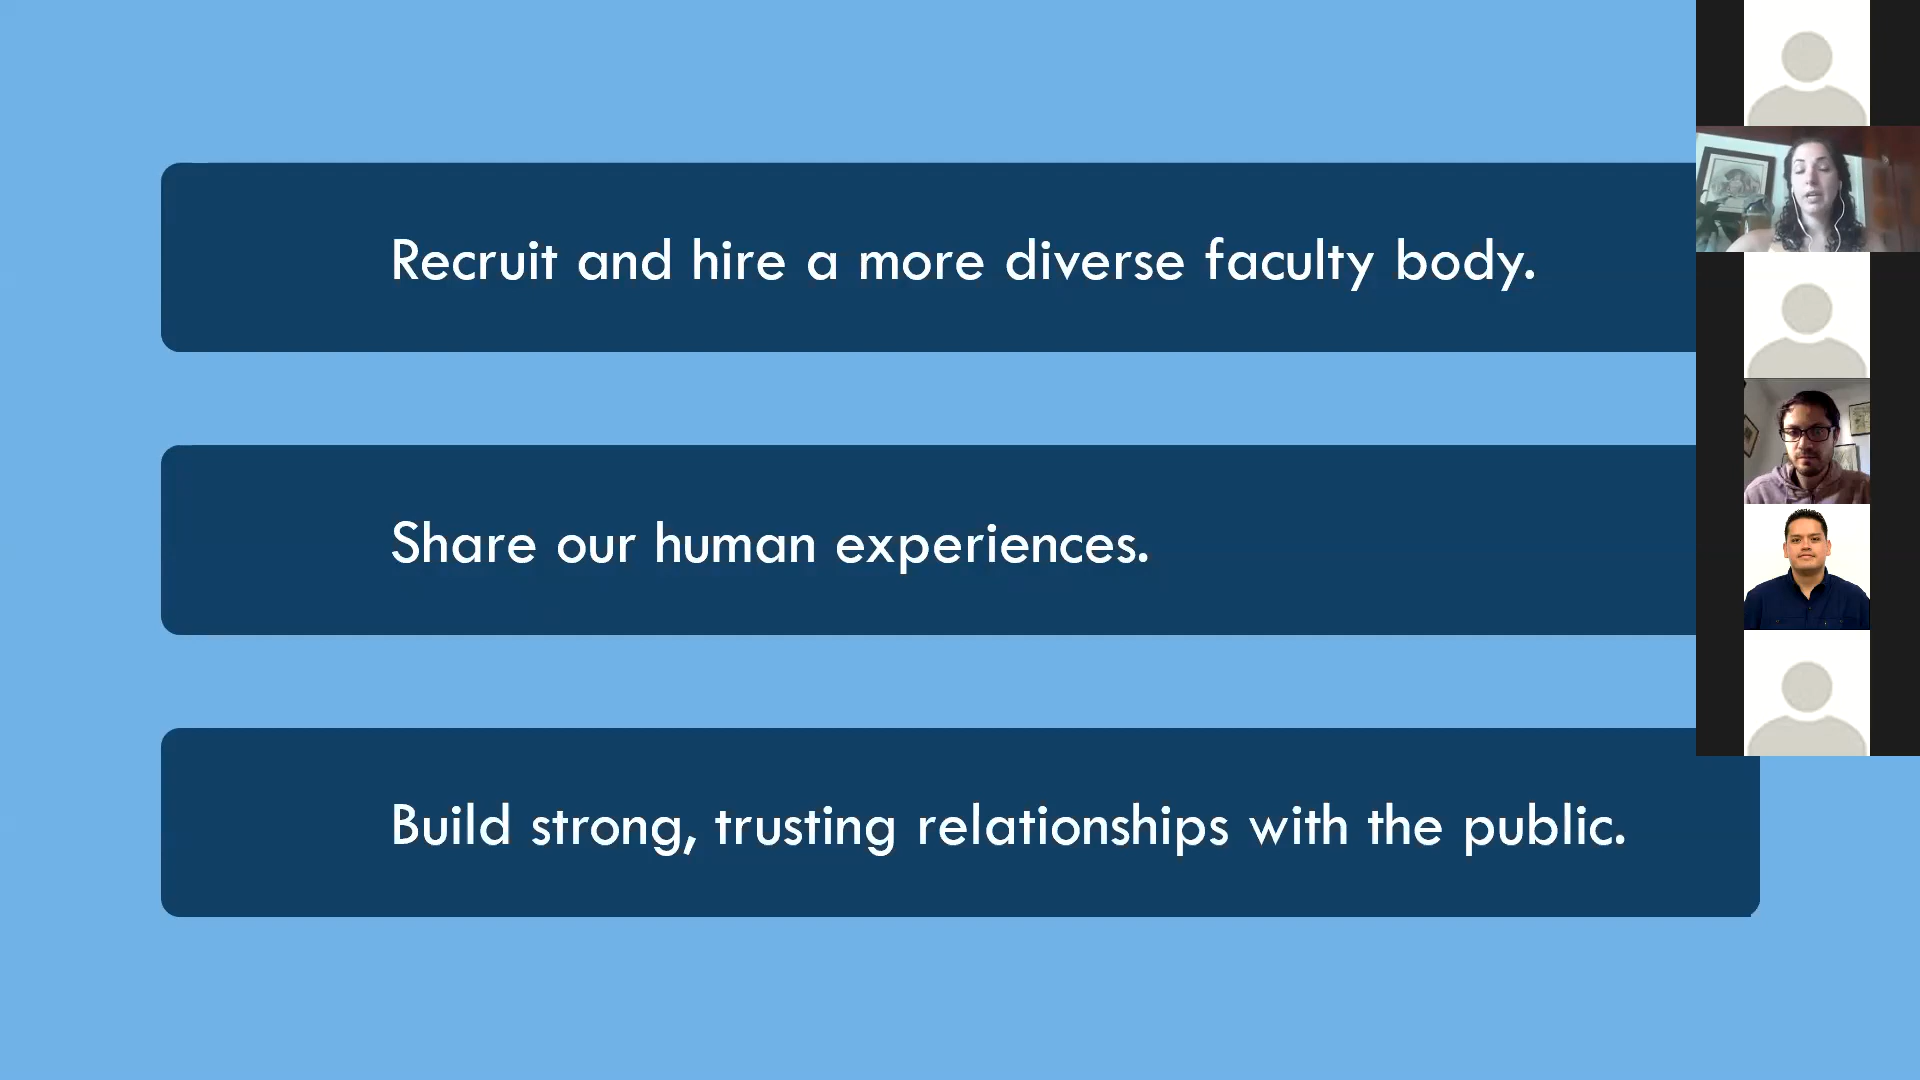 Recruit and hire a more diverse faculty body.
Share our human experiences.
Build strong, trusting relationships with the public.